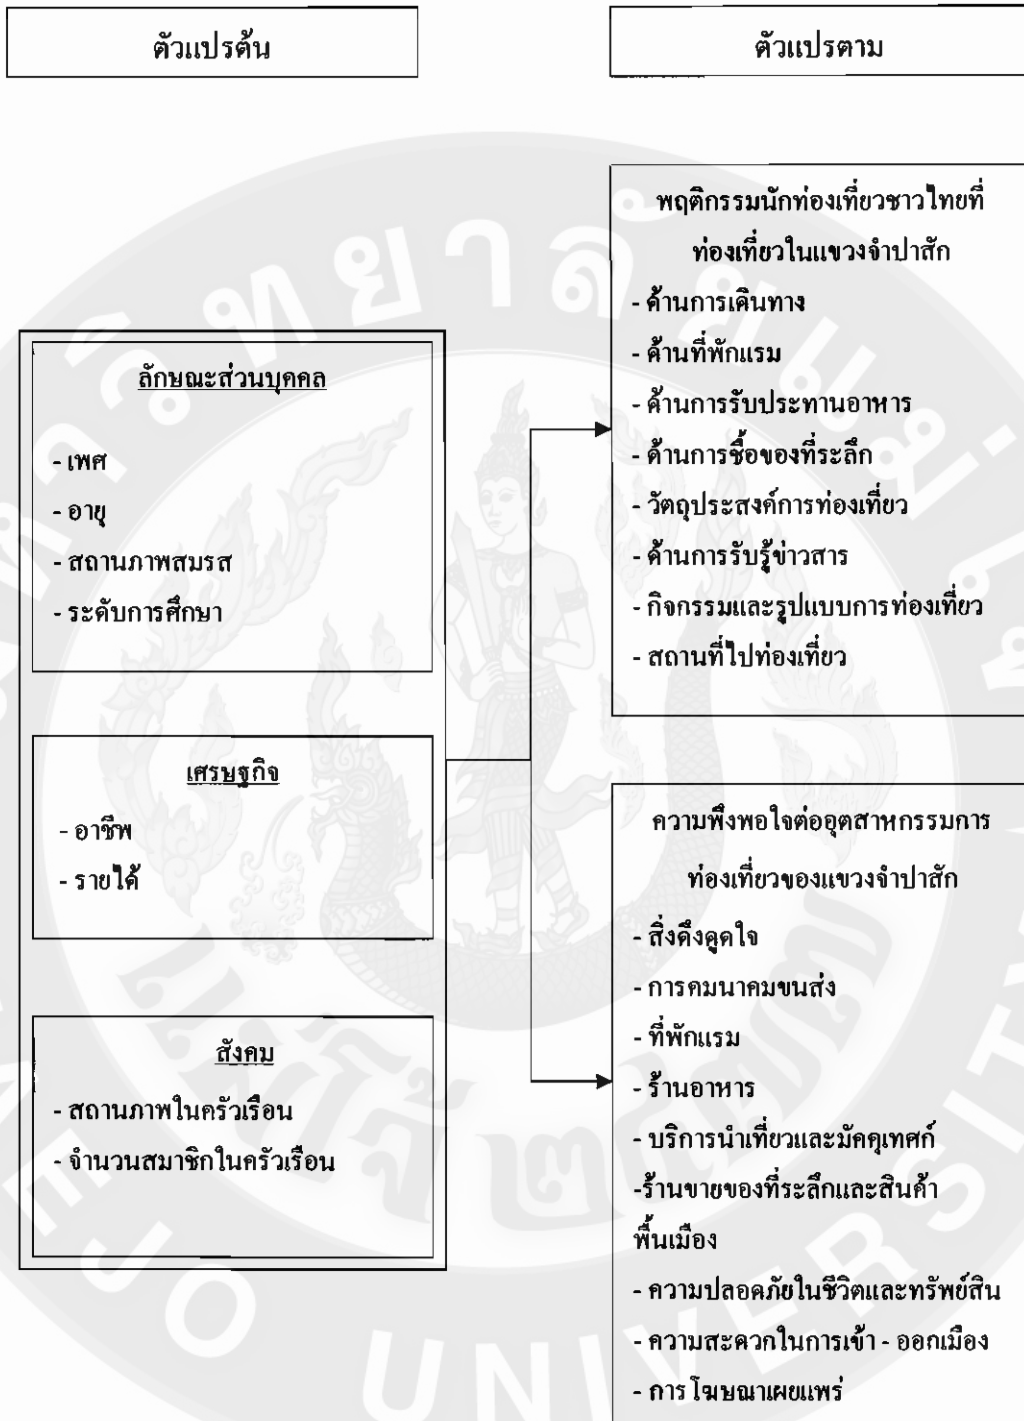 ตัวแปรต้น
ตัวแปรตาม
ลักษณะส่วนบุคคล
- เพศ
- อายุ
- สถานภาพสมรส
- ระดับการศึกษา
เศรษฐกิจ
- อาชีพ
- รายได้
สังคม
- สถานภาพในครัวเรือน
- จำนวนสมาชิกในครัวเรือน
พฤติกรรมนักท่องเที่ยวชาวไทยที่
ท่องเที่ยวในแขวงจำปาสัก
- ด้านการเดินทาง
- ด้านที่พักแรม
- ด้านการรับประทานอาหาร
- ด้านการซื้อของที่ระลึก
- วัตถุประสงค์การท่องเที่ยว
- ด้านการรับรู้ข่าวสาร
- กิจกรรมและรูปแบบการท่องเที่ยว
- สถานที่ไปท่องเที่ยว
ความพึงพอใจต่ออุตสาหกรรมการ
ท่องเที่ยวของแขวงจำปาสัก
- สิ่งดึงดูดใจ
- การคมนาคมขนส่ง
- ที่พักแรม
- ร้านอาหาร
- บริการนำเที่ยวและมัคคุเทศก์
-ร้านขายของที่ระลึกและสินค้า
พื้นเมือง
- ความปลอดภัยในชีวิตและทรัพย์สิน
- ความสะดวกในการเข้า - ออกเมือง
- การโฆษณาเผยแพร่